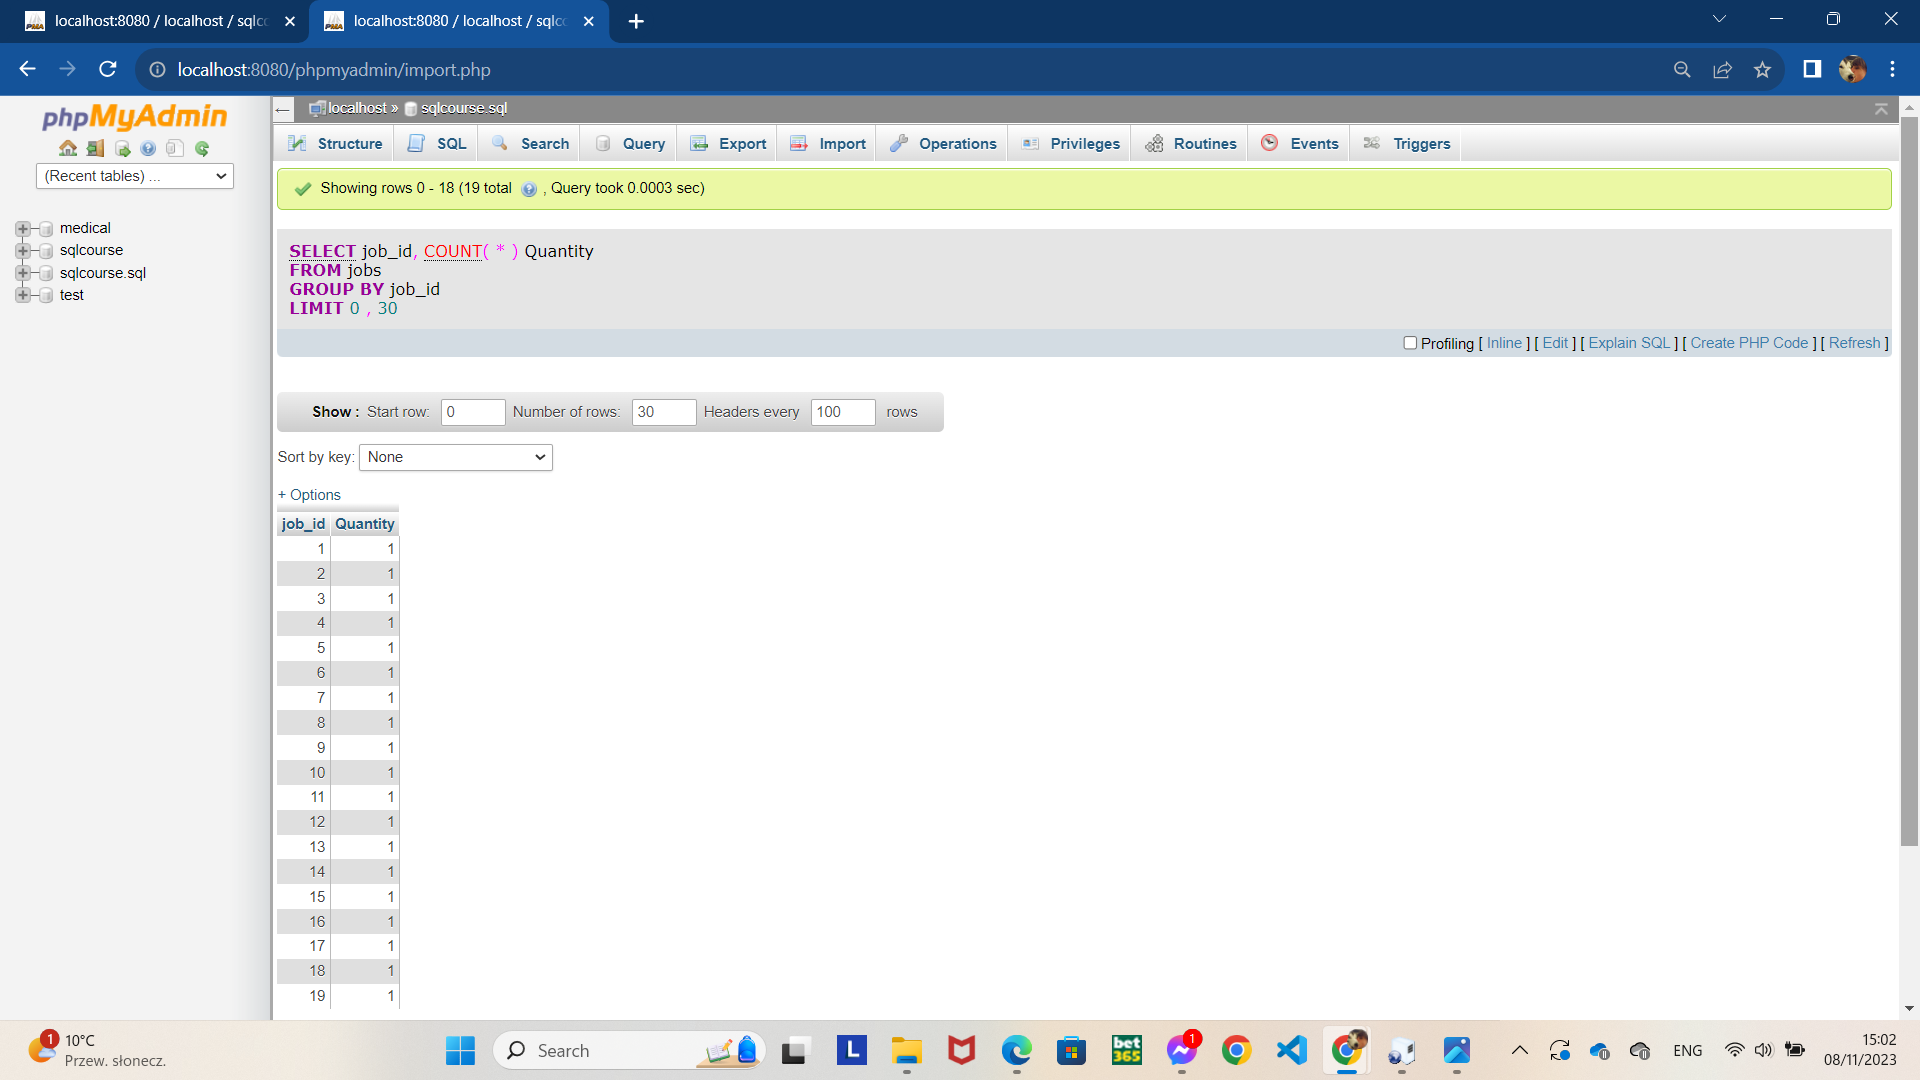 localhost:8080 / localhost / sqlcc
localhost:8080 / localhost / sqlcc
localhost:8080/phpmyadmin/import.php
phpMyAdmin
(Recent tables) ...
medical
sqlcourse
sqlcourse.sql
test
localhost » sqlcourse.sql
Structure SQL Search Query Export Import Operations Privileges Routines Events Triggers
Showing rows 0 - 18 (19 total , Query took 0.0003 sec)
SELECT job_id, COUNT( * ) Quantity
FROM jobs
GROUP BY job_id
LIMIT 0 , 30
Profiling [ Inline ] [ Edit ] [ Explain SQL ] [ Create PHP Code ] [ Refresh ]
Show : Start row: 0 Number of rows: 30 Headers every 100 rows
Sort by key: None
+ Options
job_id Quantity
1 1
2 1
3 1
4 1
5 1
6 1
7 1
8 1
9 1
10 1
11 1
12 1
13 1
14 1
15 1
16 1
17 1
18 1
19 1
1
10°C
Przew. słonecz.
Search
L
bet
365
1
ENG
15:02
08/11/2023